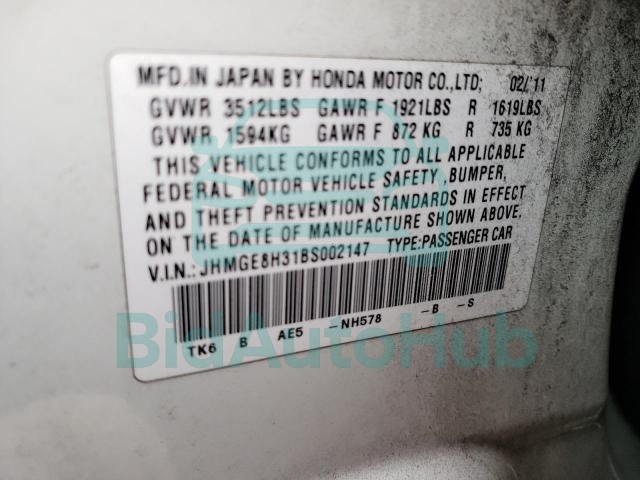 MFD.IN JAPAN BY HONDA MOTOR CO.,LTD; 02/'11
GVWR 3512LBS GAWR F 1921LBS R 1619LBS
GVWR 1594KG GAWR F 872 KG R 735 KG
THIS VEHICLE CONFORMS TO ALL APPLICABLE
FEDERAL MOTOR VEHICLE SAFETY ,BUMPER,
AND THEFT PREVENTION STANDARDS IN EFFECT
ON THE DATE OF MANUFACTURE SHOWN ABOVE.
V.I.N.: JHMGE8H31BS002147 TYPE:PASSENGER CAR
TK6 B AE5 -NH578 -B -S
BidAutoHub